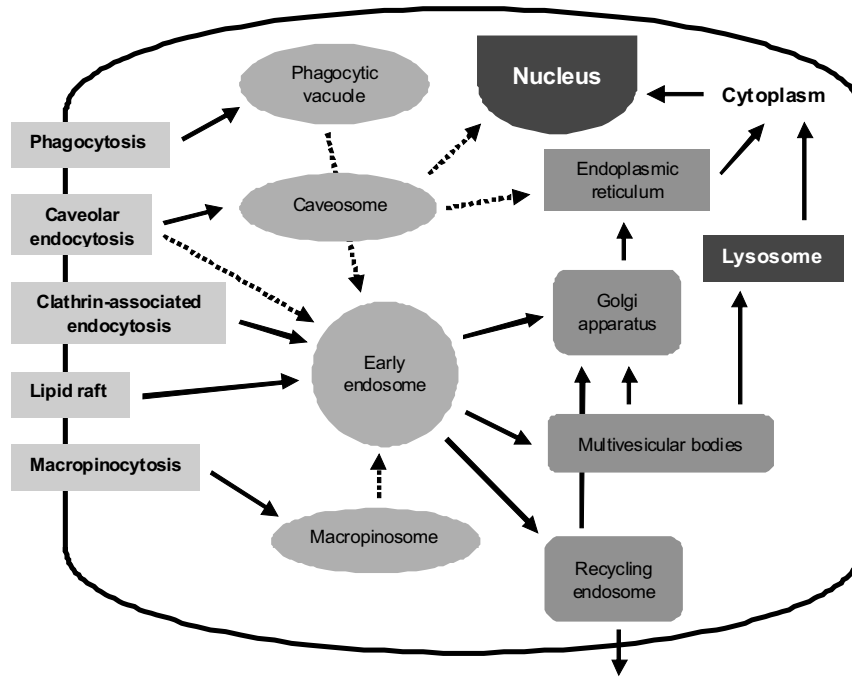 Phagocytic
vacuole
Nucleus
Cytoplasm
Phagocytosis
Endoplasmic
reticulum
Caveolar
endocytosis
Caveosome
Lysosome
Clathrin-associated
endocytosis
Golgi
apparatus
Early
endosome
Lipid raft
Multivesicular bodies
Macropinocytosis
Macropinosome
Recycling
endosome